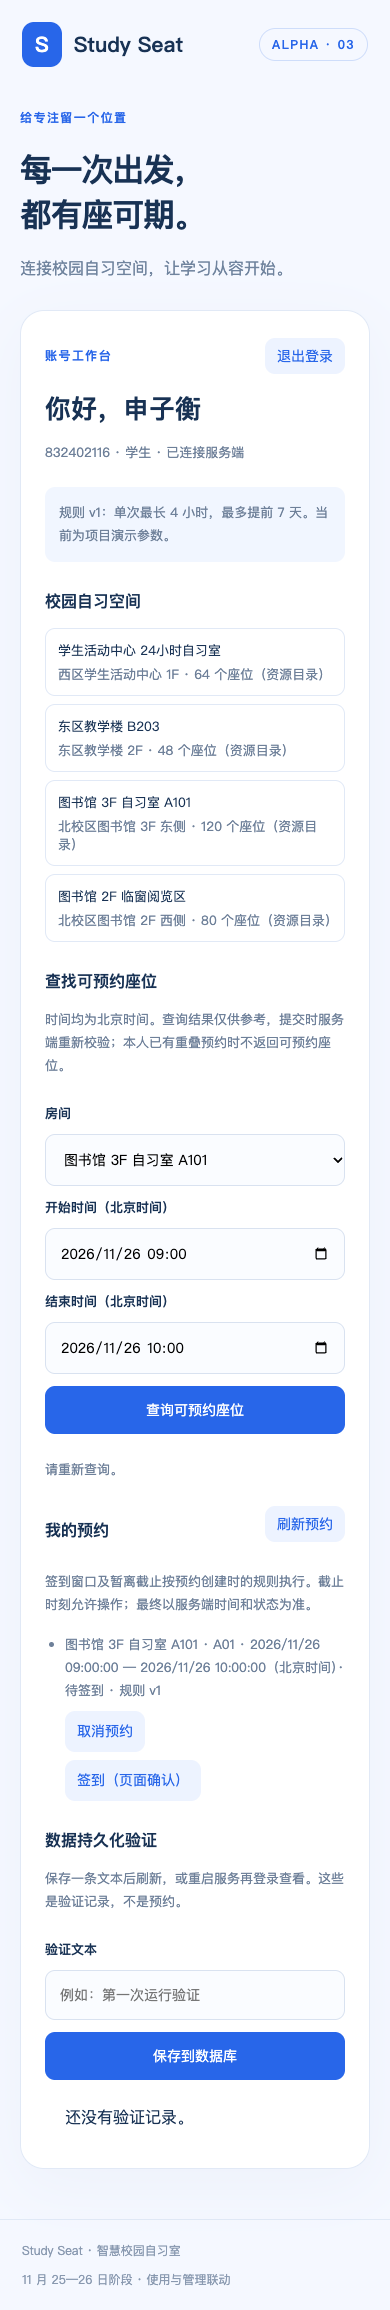 S Study Seat ALPHA · 03
给专注留一个位置
每一次出发，
都有座可期。
连接校园自习空间，让学习从容开始。
账号工作台 退出登录
你好，申子衡
832402116 · 学生 · 已连接服务端
规则 v1：单次最长 4 小时，最多提前 7 天。当
前为项目演示参数。
校园自习空间
学生活动中心 24小时自习室
西区学生活动中心 1F · 64 个座位（资源目录）
东区教学楼 B203
东区教学楼 2F · 48 个座位（资源目录）
图书馆 3F 自习室 A101
北校区图书馆 3F 东侧 · 120 个座位（资源目
录）
图书馆 2F 临窗阅览区
北校区图书馆 2F 西侧 · 80 个座位（资源目录）
查找可预约座位
时间均为北京时间。查询结果仅供参考，提交时服务
端重新校验；本人已有重叠预约时不返回可预约座
位。
房间
图书馆 3F 自习室 A101
开始时间（北京时间）
2026/11/26 09:00
结束时间（北京时间）
2026/11/26 10:00
查询可预约座位
请重新查询。
我的预约 刷新预约
签到窗口及暂离截止按预约创建时的规则执行。截止
时刻允许操作；最终以服务端时间和状态为准。
• 图书馆 3F 自习室 A101 · A01 · 2026/11/26
09:00:00 — 2026/11/26 10:00:00（北京时间）·
待签到 · 规则 v1
取消预约
签到（页面确认）
数据持久化验证
保存一条文本后刷新，或重启服务再登录查看。这些
是验证记录，不是预约。
验证文本
例如：第一次运行验证
保存到数据库
还没有验证记录。
Study Seat · 智慧校园自习室
11 月 25—26 日阶段 · 使用与管理联动